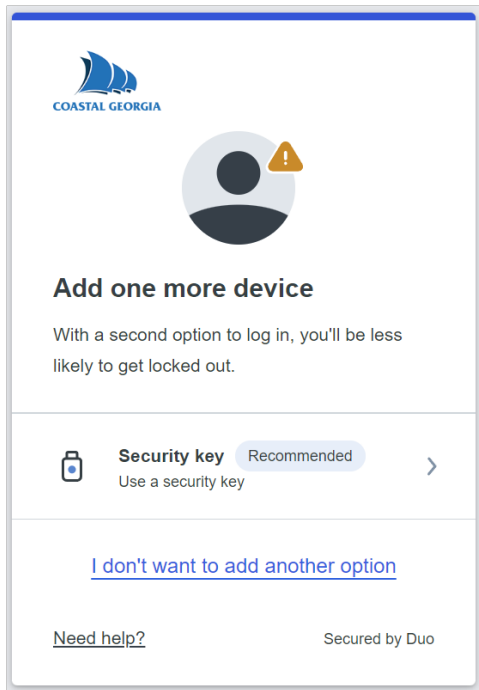 COASTAL GEORGIA
Add one more device
With a second option to log in, you'll be less
likely to get locked out.
Security key Recommended
Use a security key
I don't want to add another option
Need help? Secured by Duo